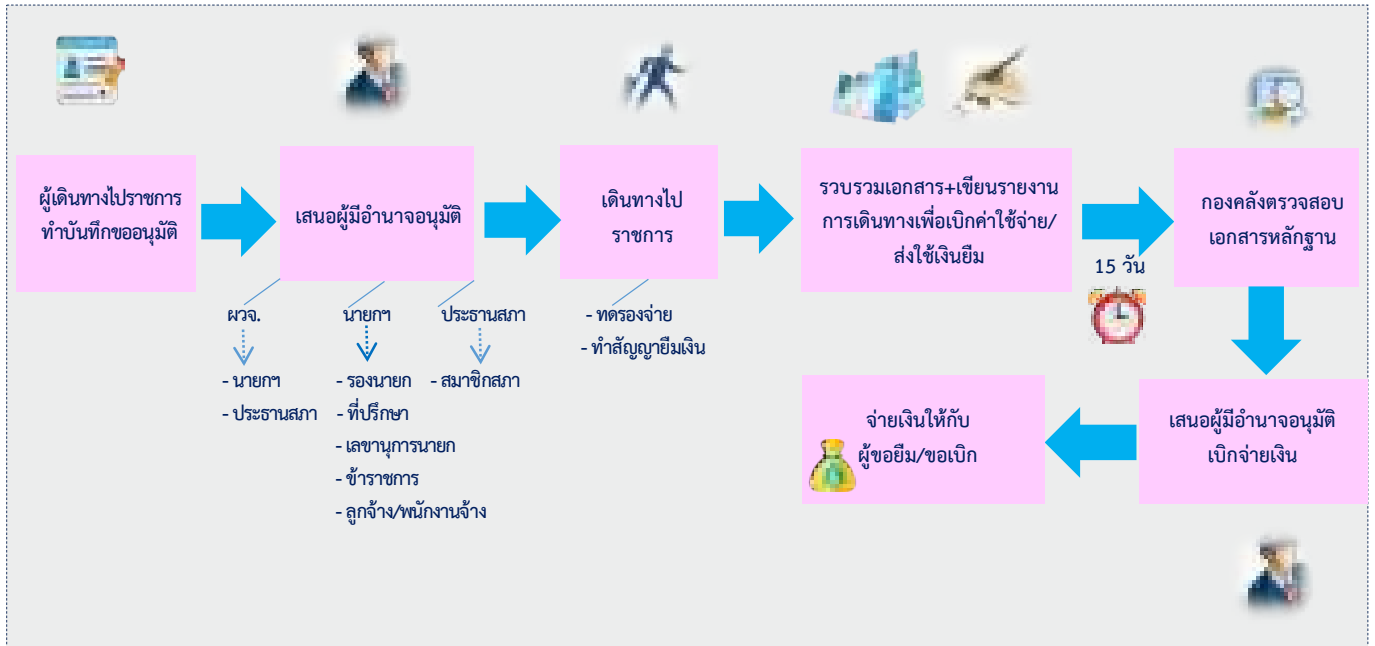 ผู้เดินทางไปราชการ
ทำบันทึกขออนุมัติ
เสนอผู้มีอำนาจอนุมัติ
ผวจ.
- นายกฯ
- ประธานสภา
นายกฯ
- รองนายก
- ที่ปรึกษา
- เลขานุการนายก
- ข้าราชการ
- ลูกจ้าง/พนักงานจ้าง
ประธานสภา
- สมาชิกสภา
เดินทางไป
ราชการ
- ทดรองจ่าย
- ทำสัญญายืมเงิน
รวบรวมเอกสาร+เขียนรายงาน
การเดินทางเพื่อเบิกค่าใช้จ่าย/
ส่งใช้เงินยืม
15 วัน
กองคลังตรวจสอบ
เอกสารหลักฐาน
เสนอผู้มีอำนาจอนุมัติ
เบิกจ่ายเงิน
จ่ายเงินให้กับ
ผู้ขอยืม/ขอเบิก